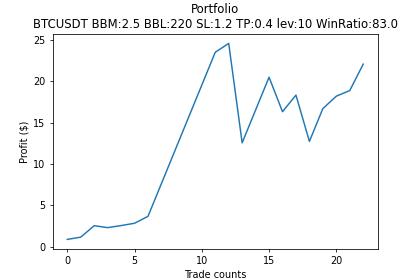 Portfolio
BTCUSDT BBM:2.5 BBL:220 SL:1.2 TP:0.4 lev:10 WinRatio:83.0
25
20
15
10
5
0
Profit ($)
0 5 10 15 20
Trade counts